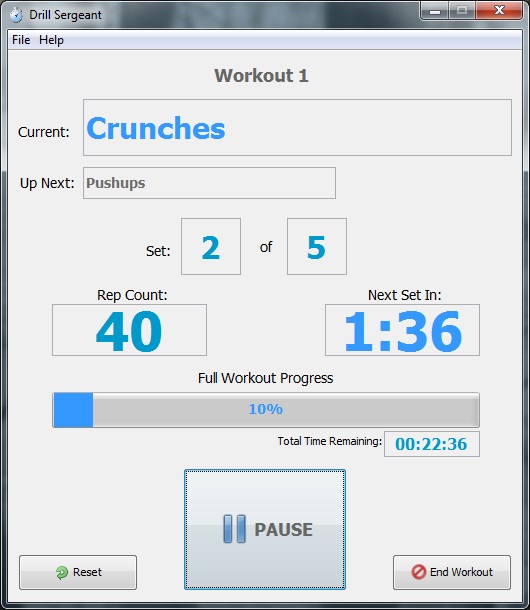 Drill Sergeant
File Help
Workout 1
Current: Crunches
Up Next: Pushups
Set: 2 of 5
Rep Count: Next Set In:
40 1:36
Full Workout Progress
10%
Total Time Remaining: 00:22:36
PAUSE
Reset End Workout